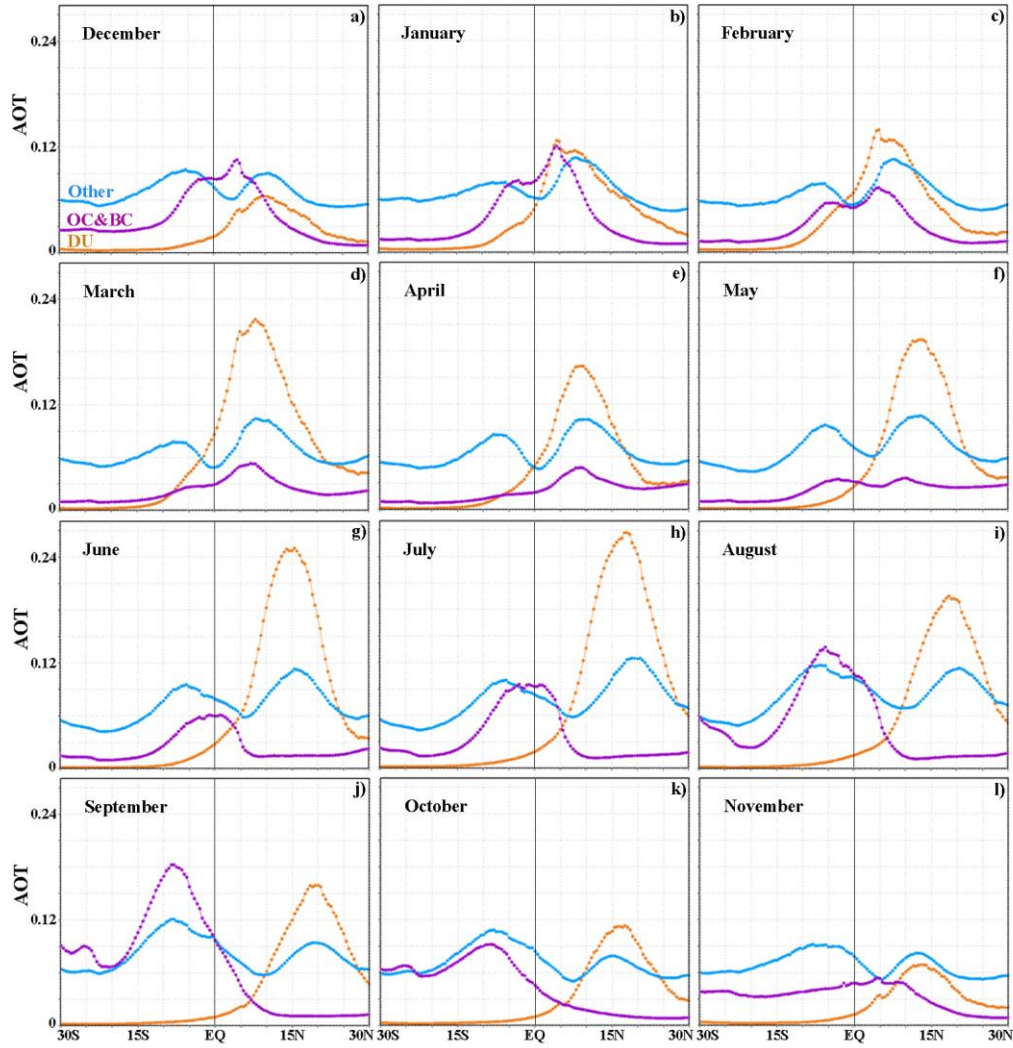 a)
December
b)
January
c)
February
0.24
AOT
0.12
Other
OC&BC
DU
0
d)
March
e)
April
f)
May
0.24
AOT
0.12
0
g)
June
h)
July
i)
August
0.24
AOT
0.12
0
j)
September
k)
October
l)
November
0.24
AOT
0.12
0
30S 15S EQ 15N 30N
30S 15S EQ 15N 30N
30S 15S EQ 15N 30N